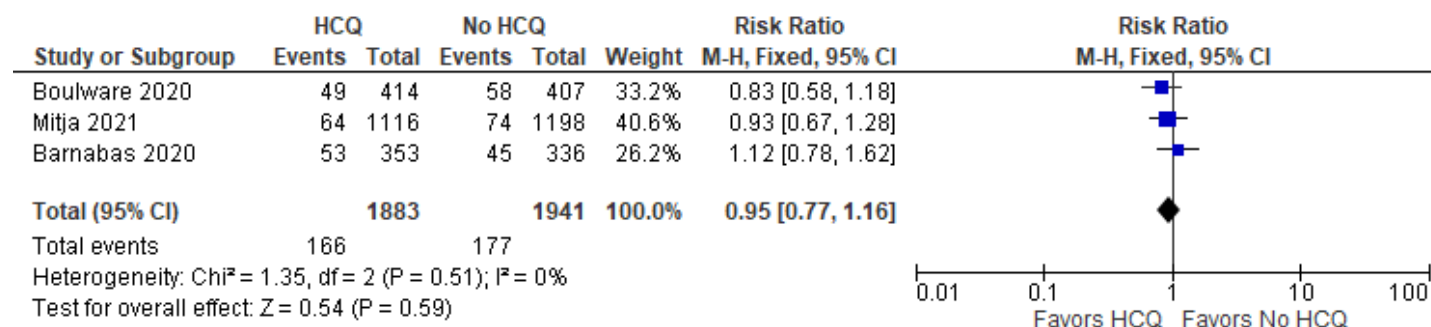 HCQ No HCQ Risk Ratio Risk Ratio
Study or Subgroup Events Total Events Total Weight M-H, Fixed, 95% CI M-H, Fixed, 95% CI
Boulware 2020 49 414 58 407 33.2% 0.83 [0.58, 1.18]
Mitja 2021 64 1116 74 1198 40.6% 0.93 [0.67, 1.28]
Barnabas 2020 53 353 45 336 26.2% 1.12 [0.78, 1.62]
Total (95% CI) 1883 1941 100.0% 0.95 [0.77, 1.16]
Total events 166 177
Heterogeneity: Chi² = 1.35, df = 2 (P = 0.51); I² = 0%
Test for overall effect: Z = 0.54 (P = 0.59)
0.01 0.1 1 10 100
Favors HCQ Favors No HCQ